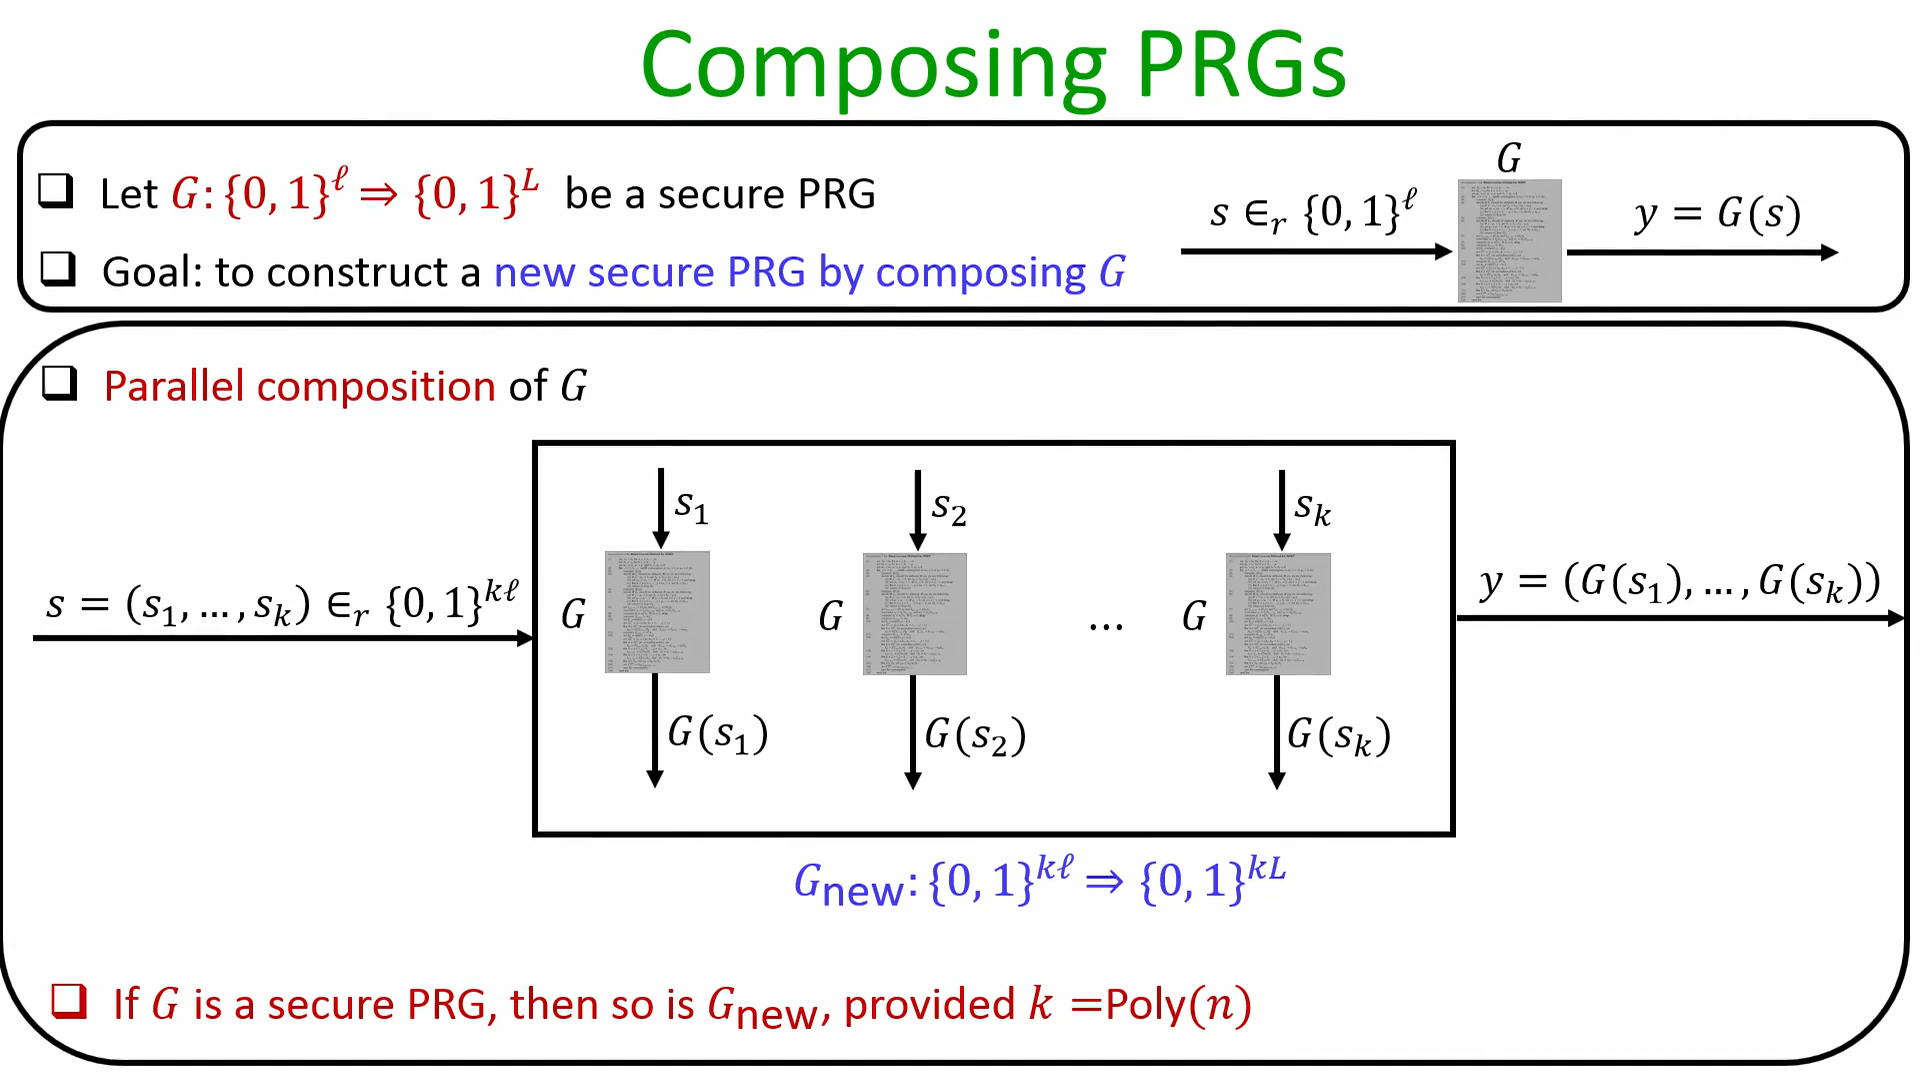 Composing PRGs
❑ Let G: {0, 1}^ℓ ⇒ {0, 1}^L be a secure PRG
❑ Goal: to construct a new secure PRG by composing G
G
s ∈_r {0, 1}^ℓ
y = G(s)
❑ Parallel composition of G
s = (s_1, … , s_k) ∈_r {0, 1}^{kℓ}
s_1
s_2
s_k
G
G
…
G
G(s_1)
G(s_2)
G(s_k)
y = (G(s_1), … , G(s_k))
G_new: {0, 1}^{kℓ} ⇒ {0, 1}^{kL}
❑ If G is a secure PRG, then so is G_new, provided k =Poly(n)